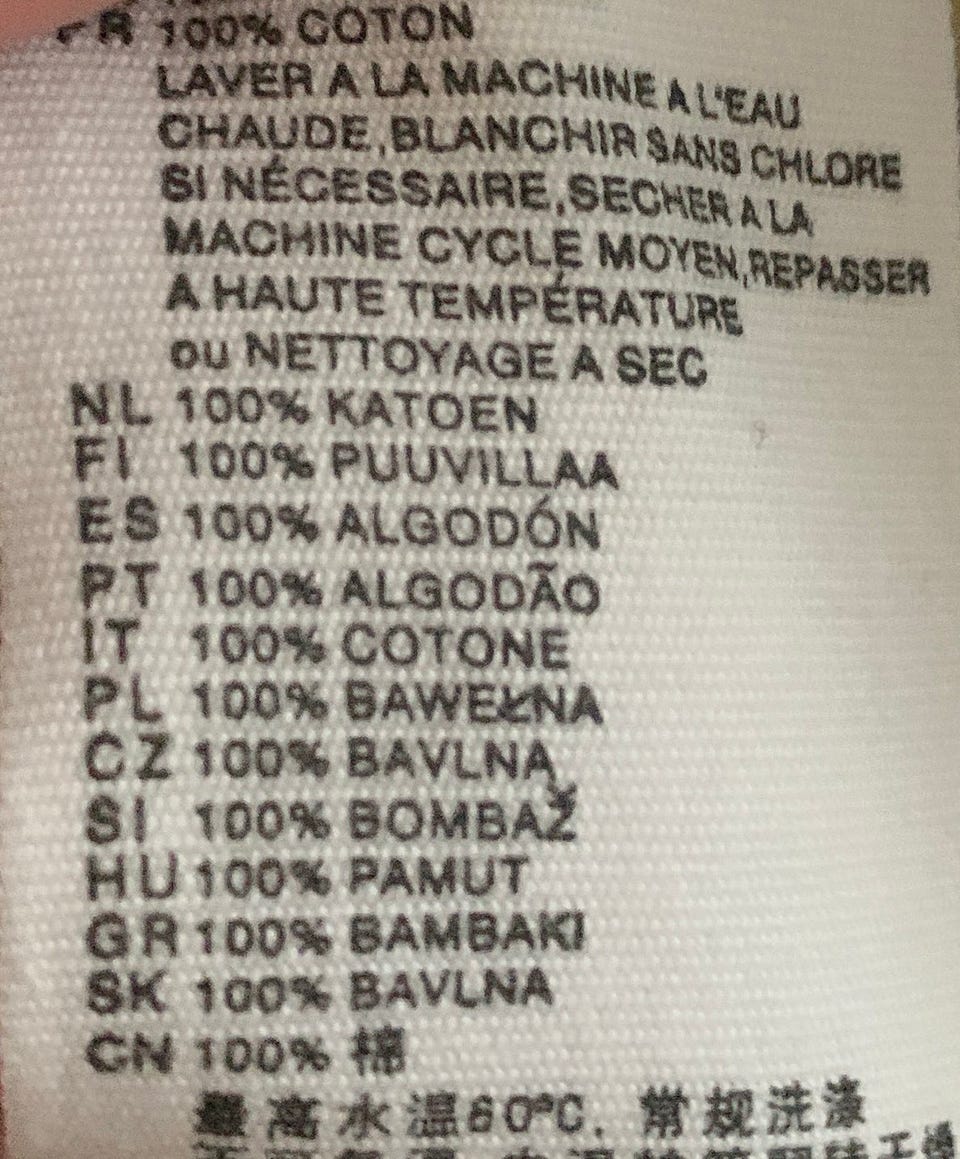 FR 100% COTON
LAVER A LA MACHINE A L'EAU
CHAUDE,BLANCHIR SANS CHLORE
SI NÉCESSAIRE,SECHER A LA
MACHINE CYCLE MOYEN,REPASSER
A HAUTE TEMPÉRATURE
OU NETTOYAGE A SEC
NL 100% KATOEN
FI 100% PUUVILLAA
ES 100% ALGODÓN
PT 100% ALGODÃO
IT 100% COTONE
PL 100% BAWEŁNA
CZ 100% BAVLNA
SI 100% BOMBAŽ
HU 100% PAMUT
GR 100% BAMBAKI
SK 100% BAVLNA
CN 100% 棉
最高水温60°C, 常规洗涤